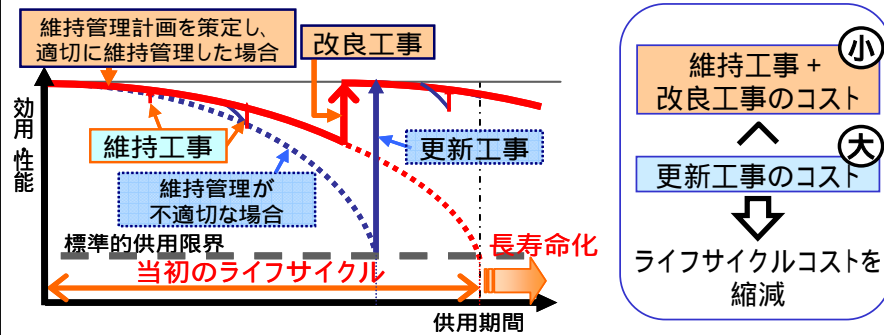 維持管理計画を策定し、
適切に維持管理した場合
改良工事
効用・性能
維持工事
維持管理が
不適切な場合
更新工事
標準的供用限界
当初のライフサイクル
長寿命化
供用期間
小
維持工事 +
改良工事のコスト
＜
大
更新工事のコスト
ライフサイクルコストを
縮減